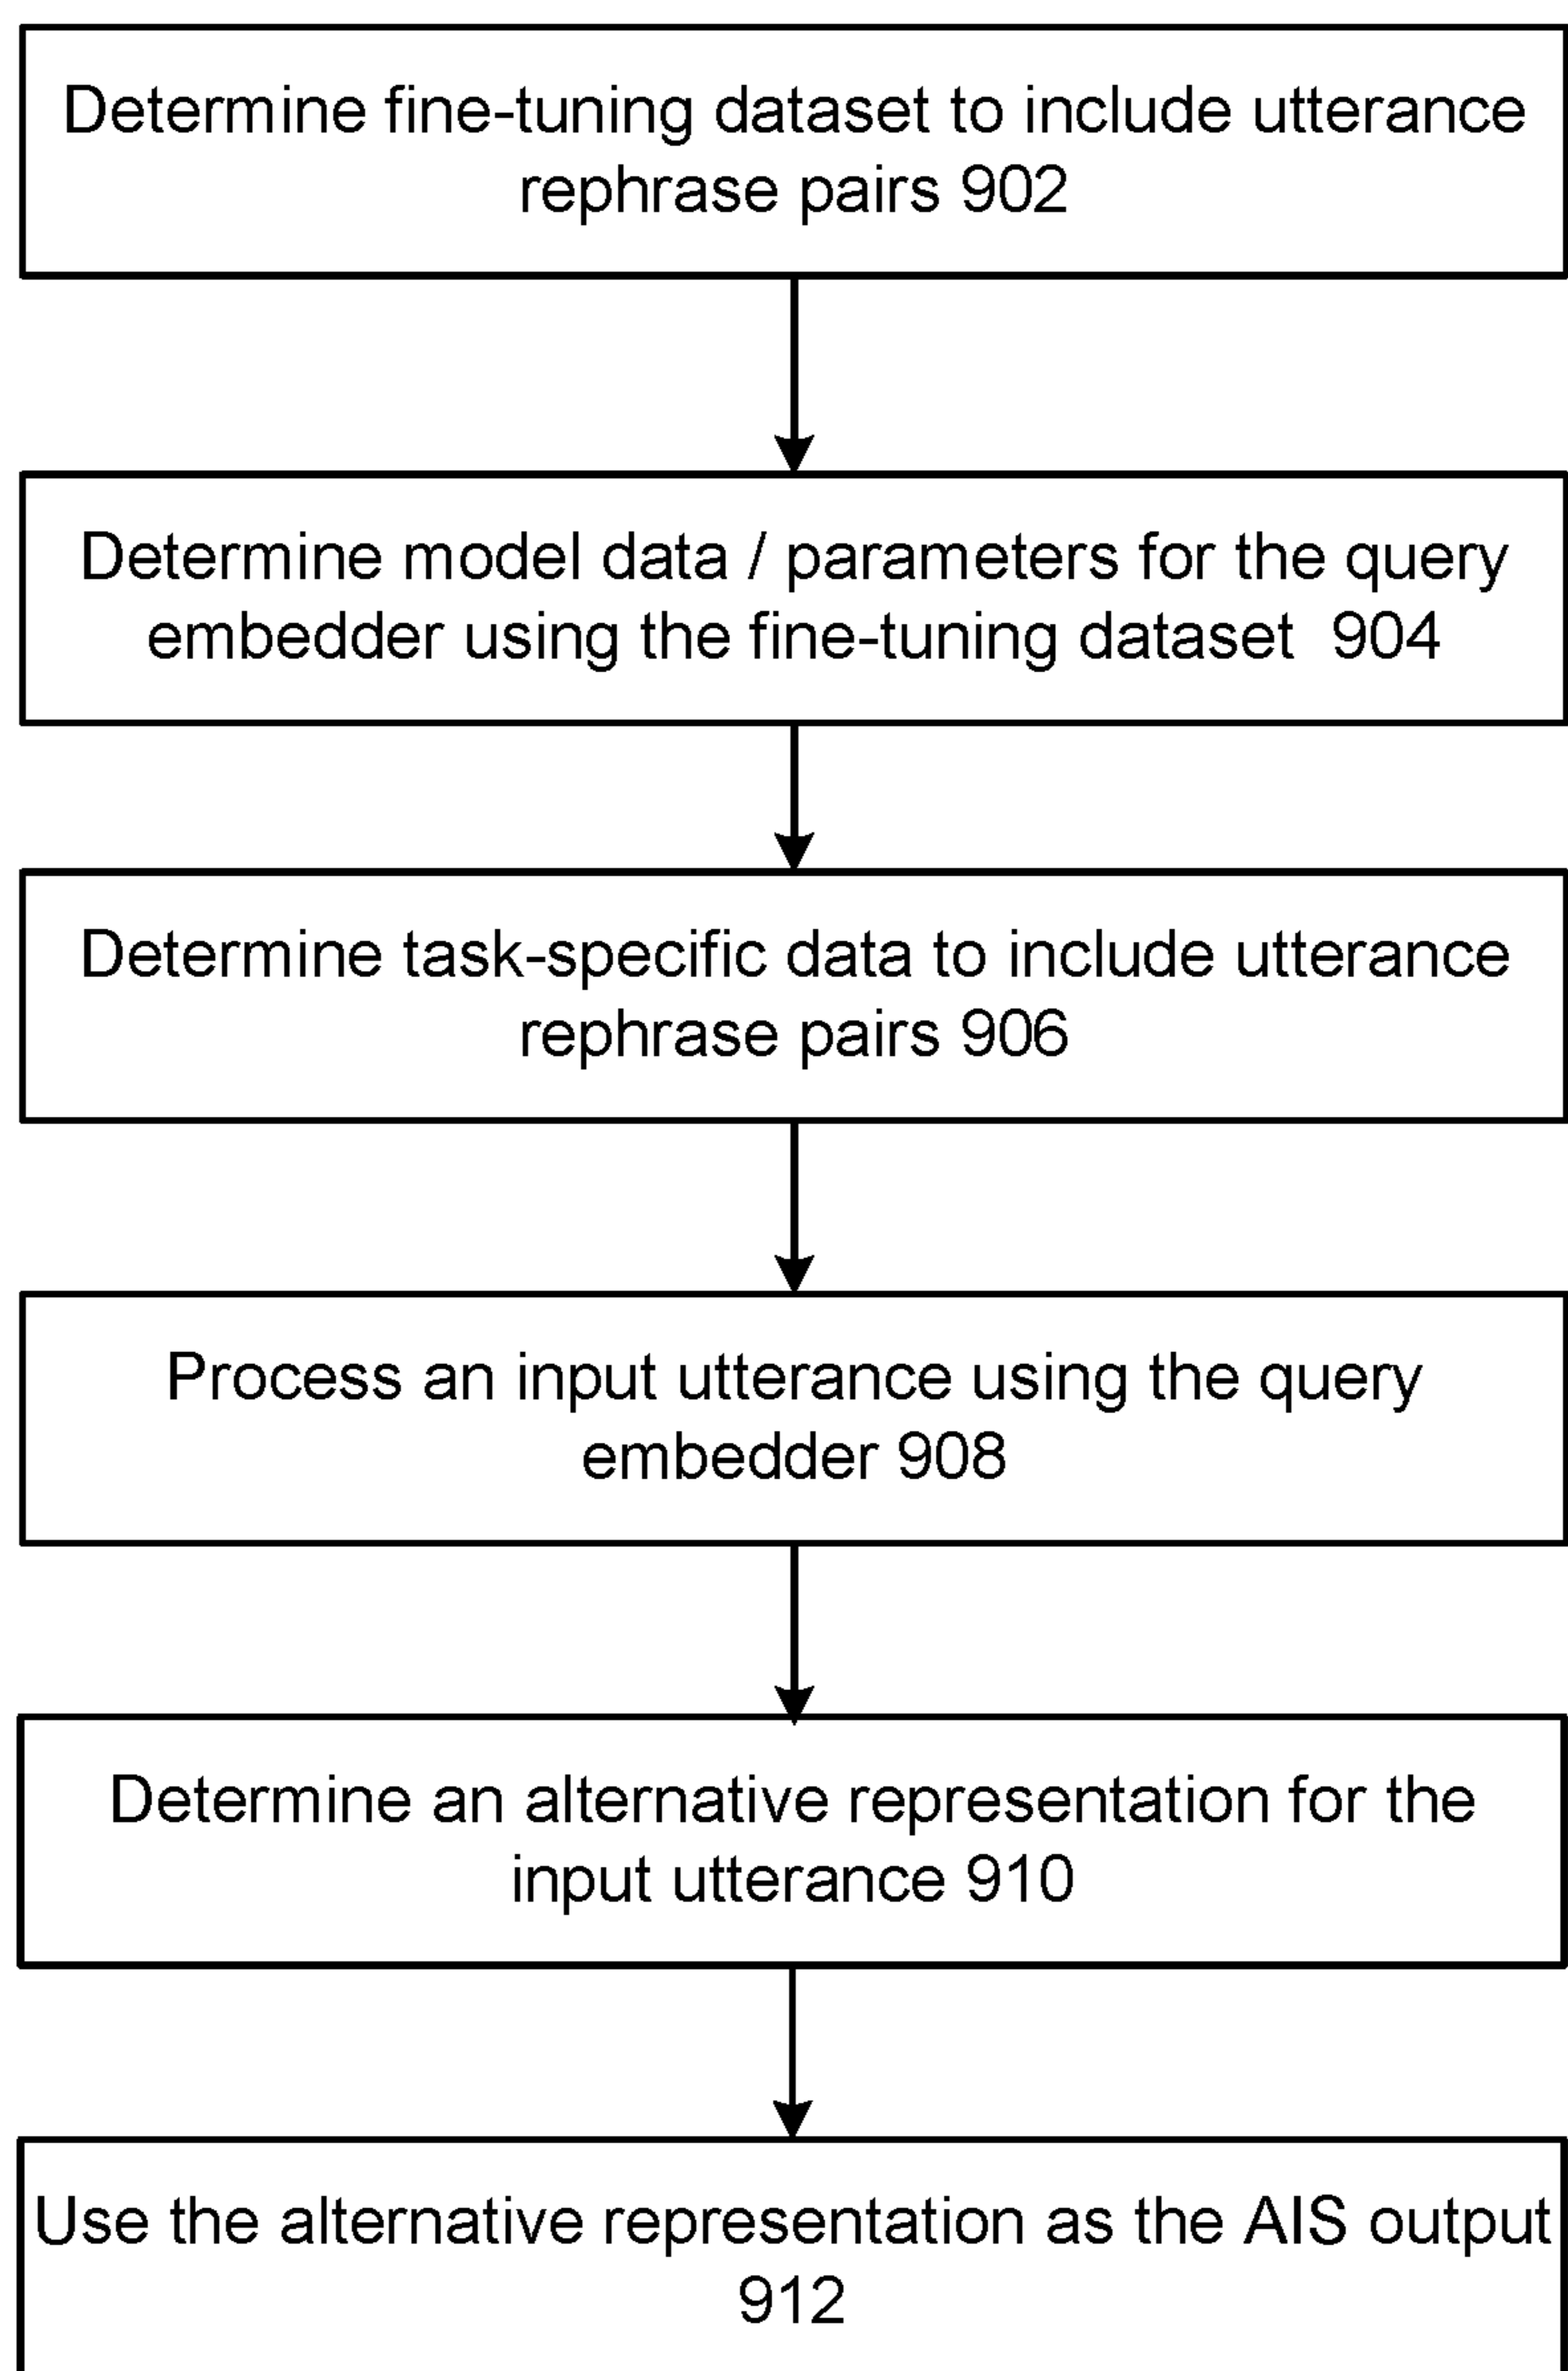 Determine fine-tuning dataset to include utterance
rephrase pairs 902
Determine model data / parameters for the query
embedder using the fine-tuning dataset 904
Determine task-specific data to include utterance
rephrase pairs 906
Process an input utterance using the query
embedder 908
Determine an alternative representation for the
input utterance 910
Use the alternative representation as the AIS output
912